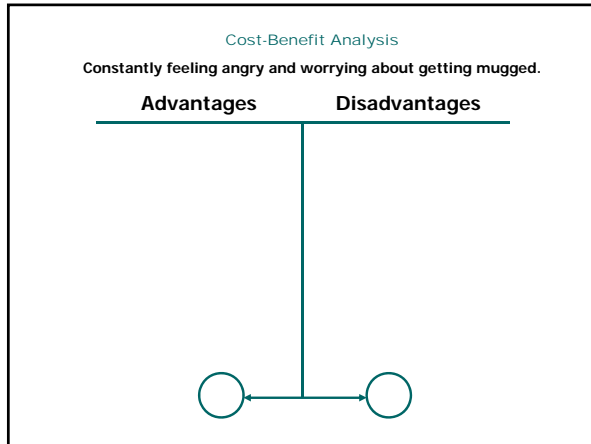 Cost-Benefit Analysis
Constantly feeling angry and worrying about getting mugged.
Advantages Disadvantages